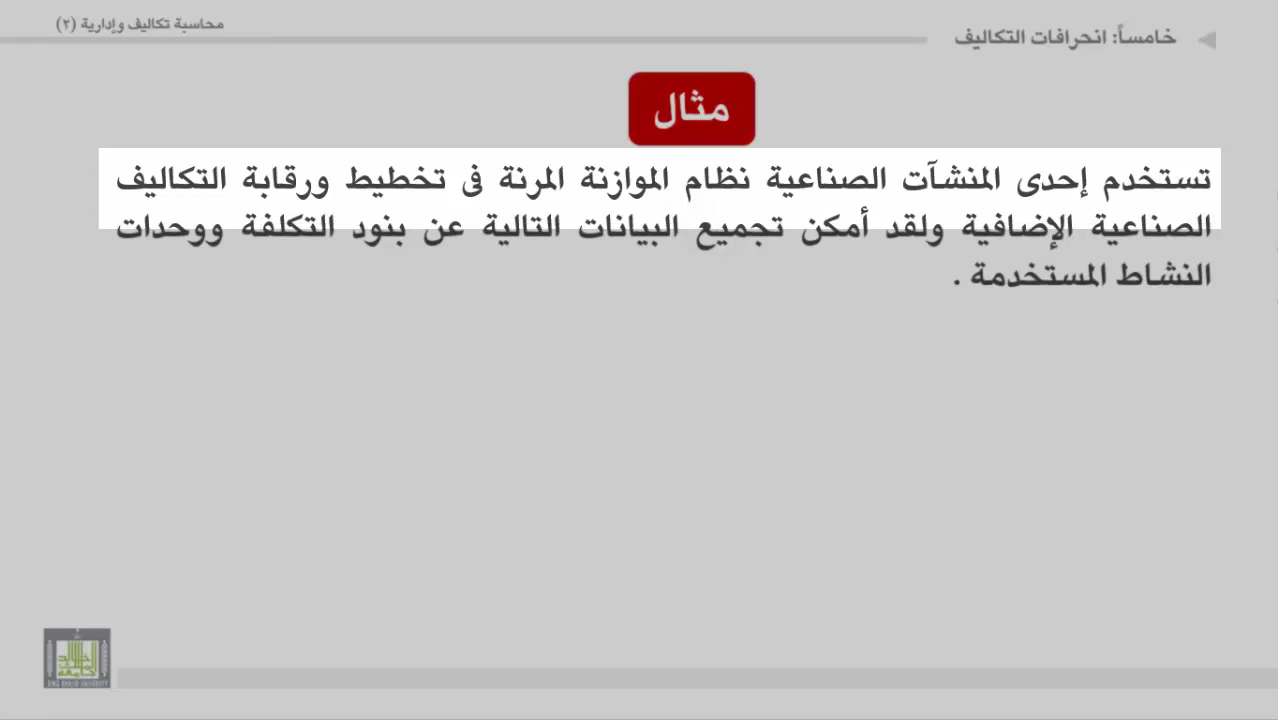 محاسبة تكاليف وإدارية (٢)
خامساً: انحرافات التكاليف
مثال
تستخدم إحدى المنشآت الصناعية نظام الموازنة المرنة فى تخطيط ورقابة التكاليف
الصناعية الإضافية ولقد أمكن تجميع البيانات التالية عن بنود التكلفة ووحدات
النشاط المستخدمة .